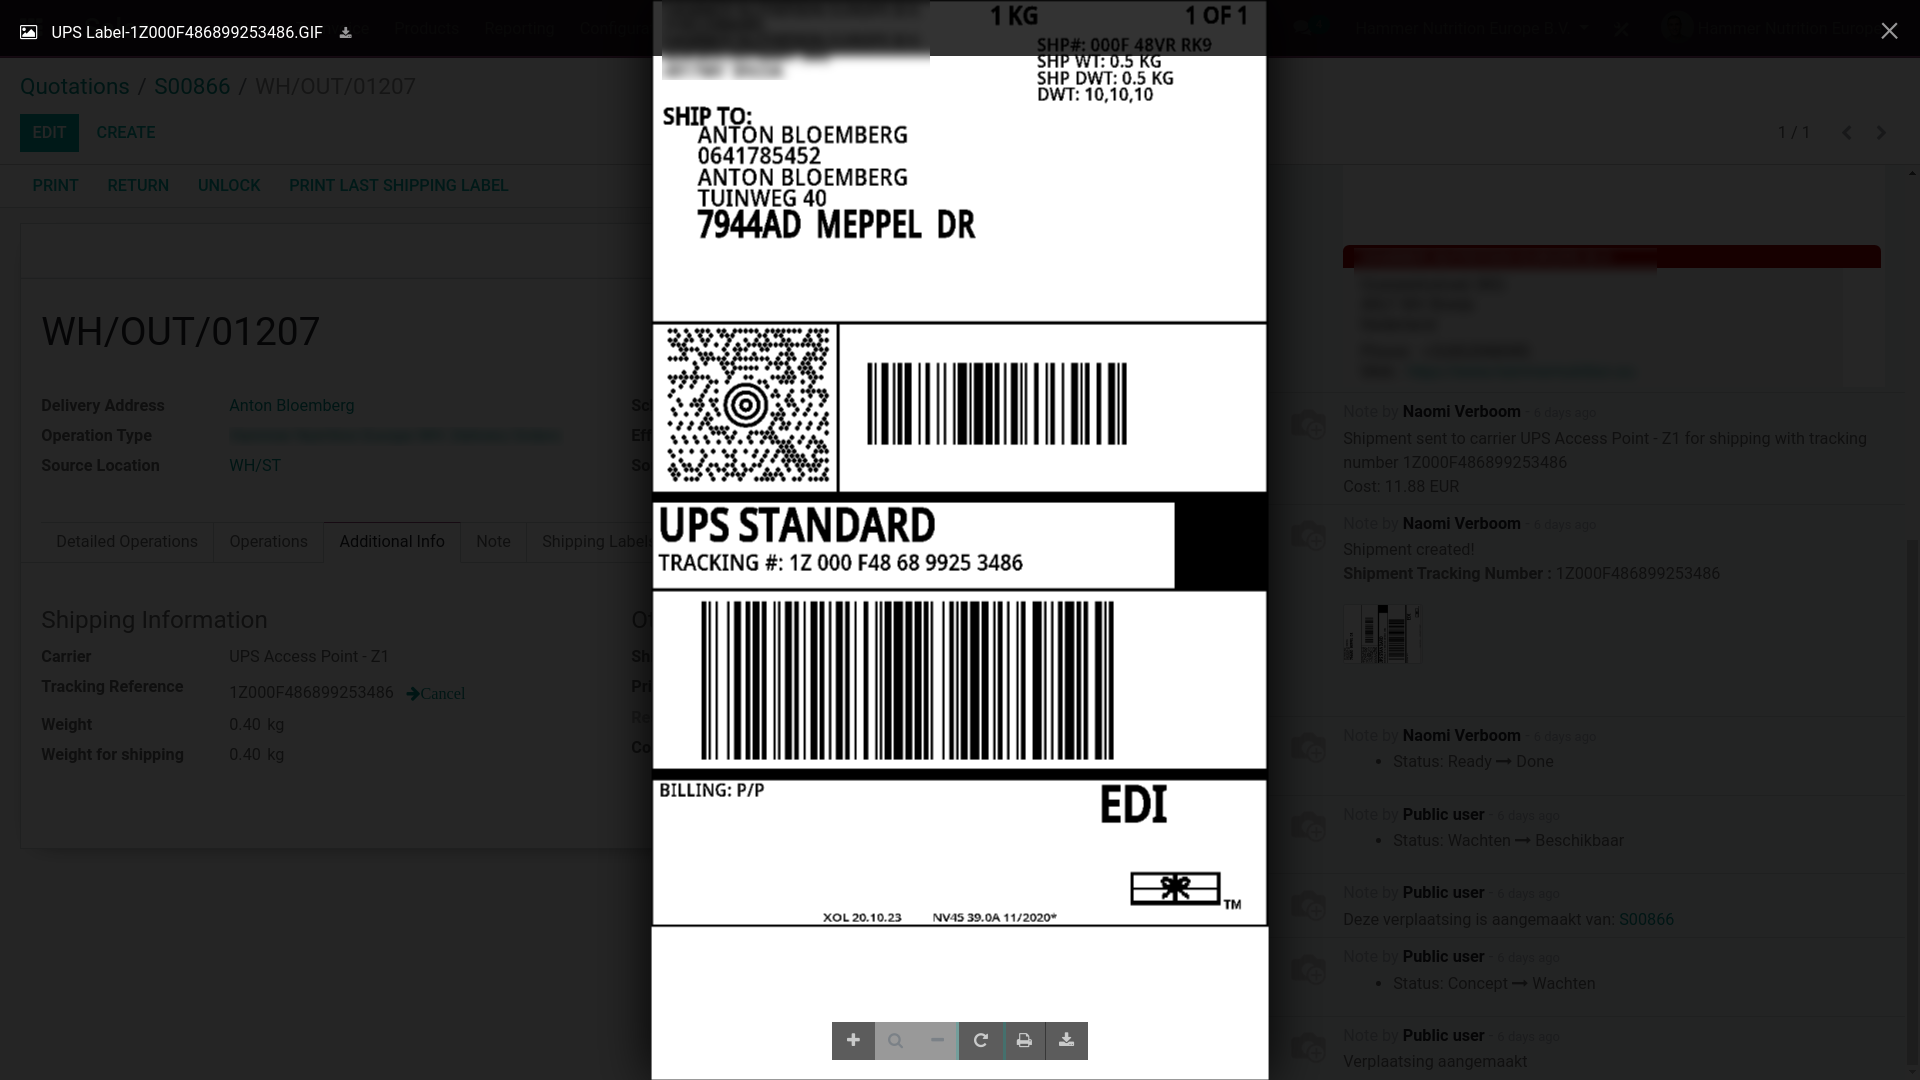 UPS Label-1Z000F486899253486.GIF
Quotations / S00866 / WH/OUT/01207
EDIT CREATE
1 / 1
PRINT RETURN UNLOCK PRINT LAST SHIPPING LABEL
WH/OUT/01207
Delivery Address Anton Bloemberg
Operation Type
Source Location WH/ST
Detailed Operations Operations Additional Info Note Shipping Labels
Shipping Information
Carrier UPS Access Point - Z1
Tracking Reference 1Z000F486899253486 Cancel
Weight 0.40 kg
Weight for shipping 0.40 kg
1 KG 1 OF 1
SHP#: 000F 48VR RK9
SHP WT: 0.5 KG
SHP DWT: 0.5 KG
DWT: 10,10,10
SHIP TO:
ANTON BLOEMBERG
0641785452
ANTON BLOEMBERG
TUINWEG 40
7944AD MEPPEL DR
UPS STANDARD
TRACKING #: 1Z 000 F48 68 9925 3486
BILLING: P/P
EDI
TM
XOL 20.10.23 NV45 39.0A 11/2020*
Note by Naomi Verboom - 6 days ago
Shipment sent to carrier UPS Access Point - Z1 for shipping with tracking
number 1Z000F486899253486
Cost: 11.88 EUR
Note by Naomi Verboom - 6 days ago
Shipment created!
Shipment Tracking Number : 1Z000F486899253486
Note by Naomi Verboom - 6 days ago
• Status: Ready → Done
Note by Public user - 6 days ago
• Status: Wachten → Beschikbaar
Note by Public user - 6 days ago
Deze verplaatsing is aangemaakt van: S00866
Note by Public user - 6 days ago
• Status: Concept → Wachten
Note by Public user - 6 days ago
Verplaatsing aangemaakt